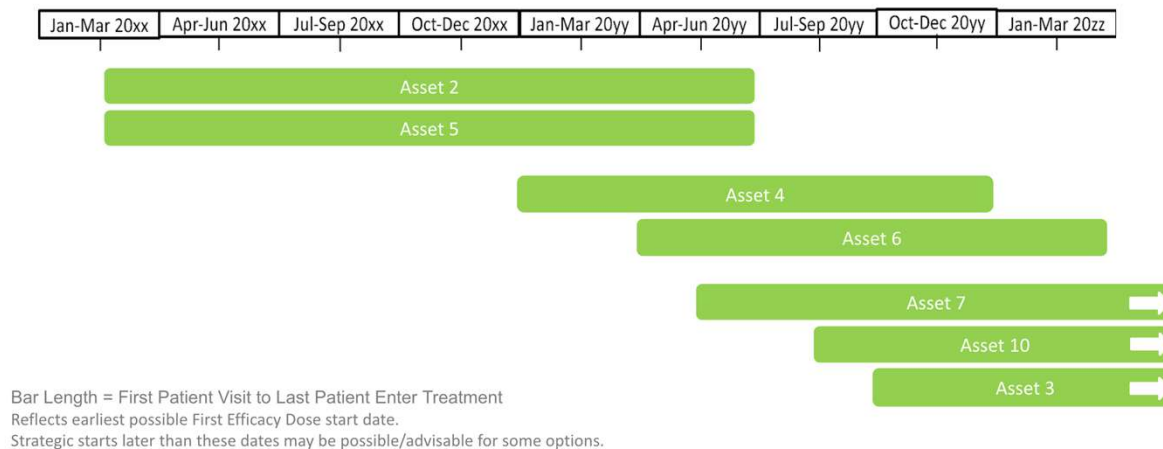 Jan-Mar 20xx Apr-Jun 20xx Jul-Sep 20xx Oct-Dec 20xx Jan-Mar 20yy Apr-Jun 20yy Jul-Sep 20yy Oct-Dec 20yy Jan-Mar 20zz
Asset 2
Asset 5
Asset 4
Asset 6
Asset 7
Asset 10
Asset 3
Bar Length = First Patient Visit to Last Patient Enter Treatment
Reflects earliest possible First Efficacy Dose start date.
Strategic starts later than these dates may be possible/advisable for some options.